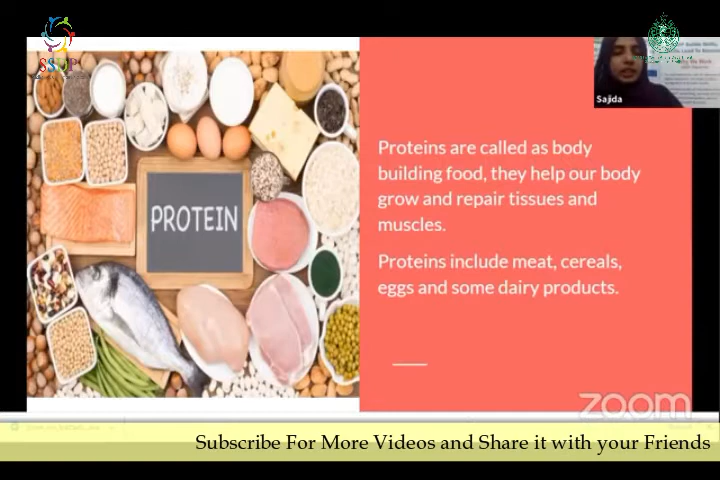 SSUP
Sajida
PROTEIN
Proteins are called as body
building food, they help our body
grow and repair tissues and
muscles.
Proteins include meat, cereals,
eggs and some dairy products.
zoom
Subscribe For More Videos and Share it with your Friends